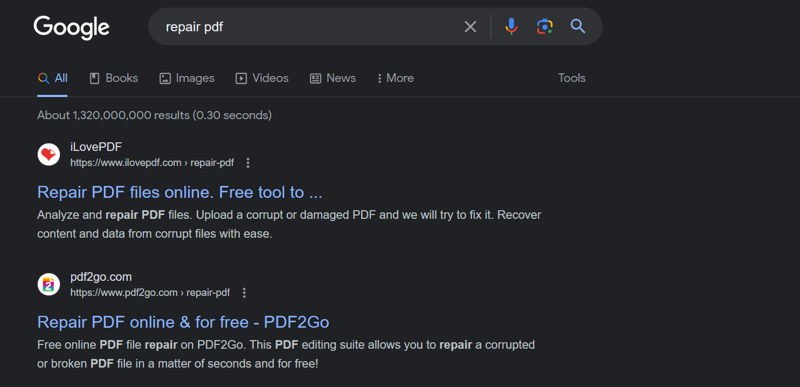 Google
repair pdf
All Books Images Videos News More Tools
About 1,320,000,000 results (0.30 seconds)
iLovePDF
https://www.ilovepdf.com › repair-pdf
Repair PDF files online. Free tool to ...
Analyze and repair PDF files. Upload a corrupt or damaged PDF and we will try to fix it. Recover
content and data from corrupt files with ease.
2
pdf2go.com
https://www.pdf2go.com › repair-pdf
Repair PDF online & for free - PDF2Go
Free online PDF file repair on PDF2Go. This PDF editing suite allows you to repair a corrupted
or broken PDF file in a matter of seconds and for free!